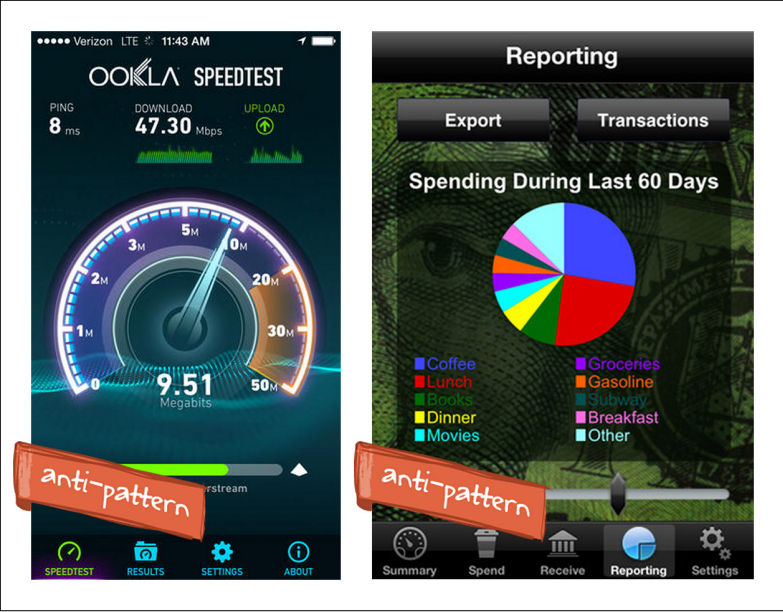 Verizon LTE 11:43 AM
OOKLA SPEEDTEST
PING
8 ms
DOWNLOAD
47.30 Mbps
UPLOAD
5M
3M
10M
2M
20M
1M
30M
0
50M
9.51
Megabits
anti-pattern
SPEEDTEST
RESULTS
SETTINGS
ABOUT
Reporting
Export
Transactions
Spending During Last 60 Days
Coffee
Lunch
Books
Dinner
Movies
Groceries
Gasoline
Subway
Breakfast
Other
anti-pattern
Summary
Spend
Receive
Reporting
Settings